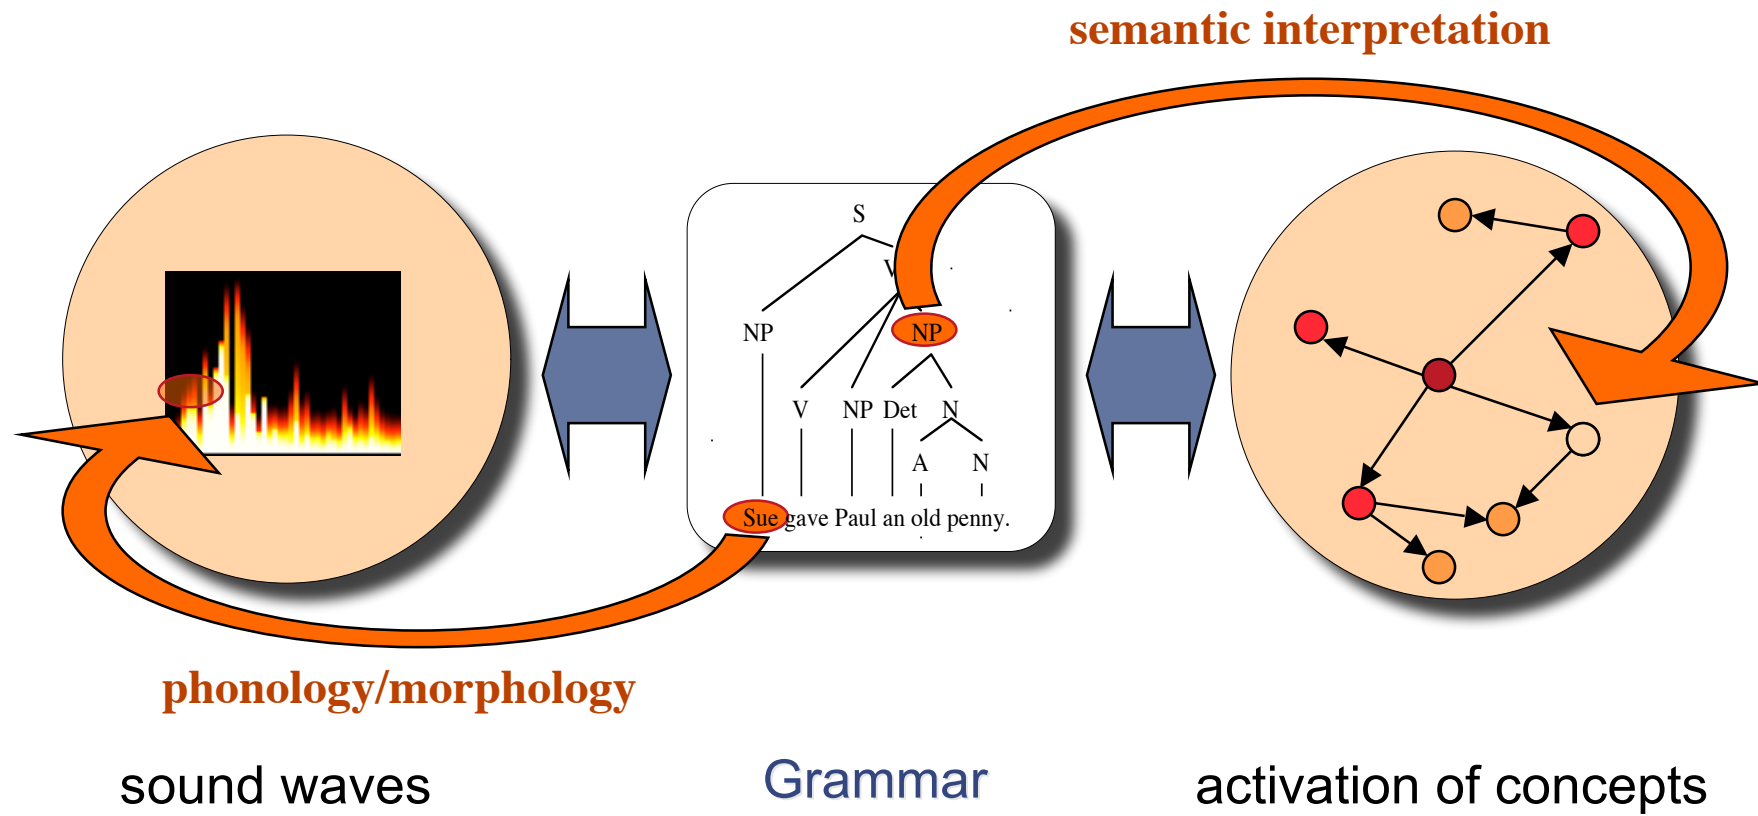 semantic interpretation
S
V
NP
NP
V NP Det N
A N
Sue gave Paul an old penny.
phonology/morphology
sound waves
Grammar
activation of concepts